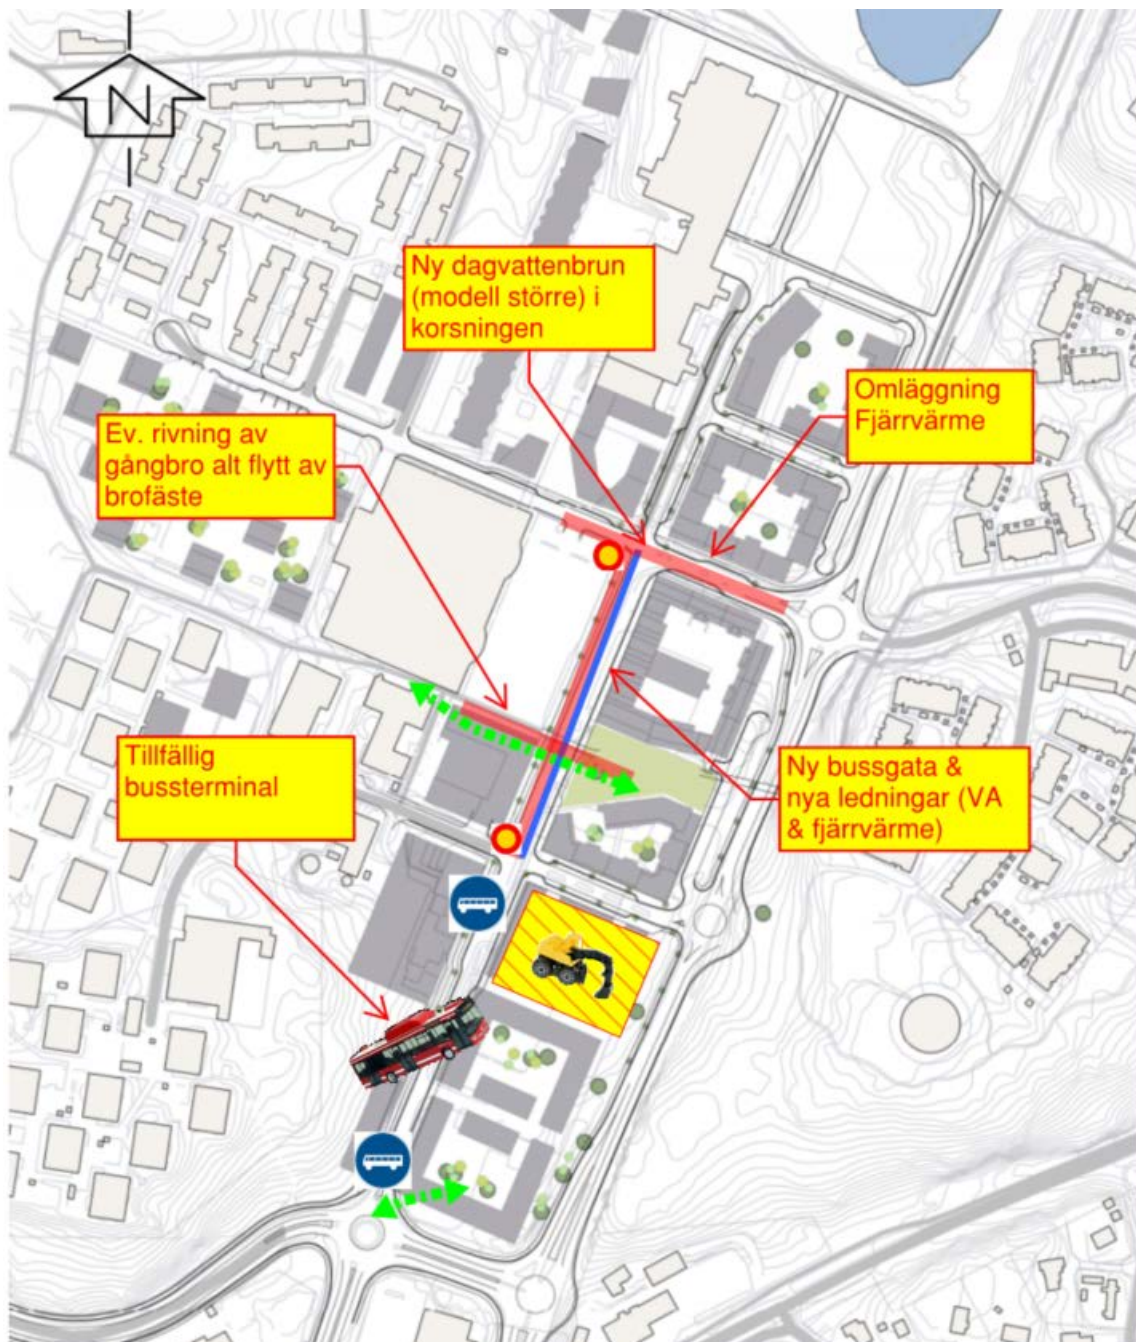 N
Ny dagvattenbrun
(modell större) i
korsningen
Omläggning
Fjärrvärme
Ev. rivning av
gångbro alt flytt av
brofäste
Tillfällig
bussterminal
Ny bussgata &
nya ledningar (VA
& fjärrvärme)